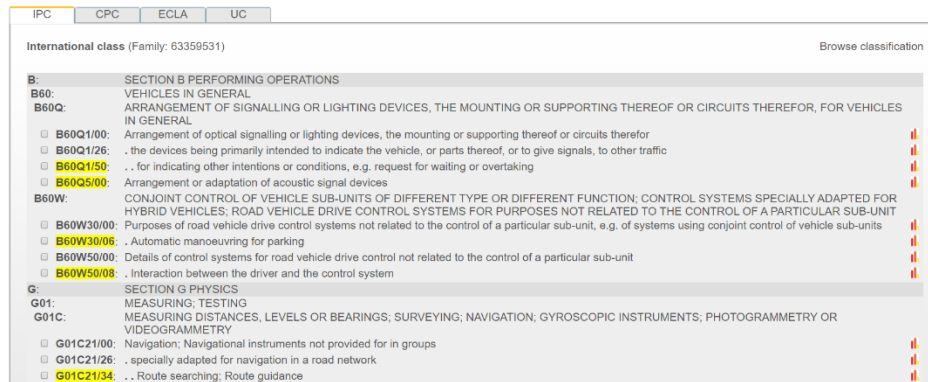 IPC CPC ECLA UC
International class (Family: 63359531) Browse classification
B: SECTION B PERFORMING OPERATIONS
B60: VEHICLES IN GENERAL
B60Q: ARRANGEMENT OF SIGNALLING OR LIGHTING DEVICES, THE MOUNTING OR SUPPORTING THEREOF OR CIRCUITS THEREFOR, FOR VEHICLES
IN GENERAL
B60Q1/00: Arrangement of optical signalling or lighting devices, the mounting or supporting thereof or circuits therefor
B60Q1/26: . the devices being primarily intended to indicate the vehicle, or parts thereof, or to give signals, to other traffic
B60Q1/50: . . for indicating other intentions or conditions, e.g. request for waiting or overtaking
B60Q5/00: Arrangement or adaptation of acoustic signal devices
B60W: CONJOINT CONTROL OF VEHICLE SUB-UNITS OF DIFFERENT TYPE OR DIFFERENT FUNCTION; CONTROL SYSTEMS SPECIALLY ADAPTED FOR
HYBRID VEHICLES; ROAD VEHICLE DRIVE CONTROL SYSTEMS FOR PURPOSES NOT RELATED TO THE CONTROL OF A PARTICULAR SUB-UNIT
B60W30/00: Purposes of road vehicle drive control systems not related to the control of a particular sub-unit, e.g. of systems using conjoint control of vehicle sub-units
B60W30/06: . Automatic manoeuvring for parking
B60W50/00: Details of control systems for road vehicle drive control not related to the control of a particular sub-unit
B60W50/08: . Interaction between the driver and the control system
G: SECTION G PHYSICS
G01: MEASURING; TESTING
G01C: MEASURING DISTANCES, LEVELS OR BEARINGS; SURVEYING; NAVIGATION; GYROSCOPIC INSTRUMENTS; PHOTOGRAMMETRY OR
VIDEOGRAMMETRY
G01C21/00: Navigation; Navigational instruments not provided for in groups
G01C21/26: . specially adapted for navigation in a road network
G01C21/34: . . Route searching; Route guidance